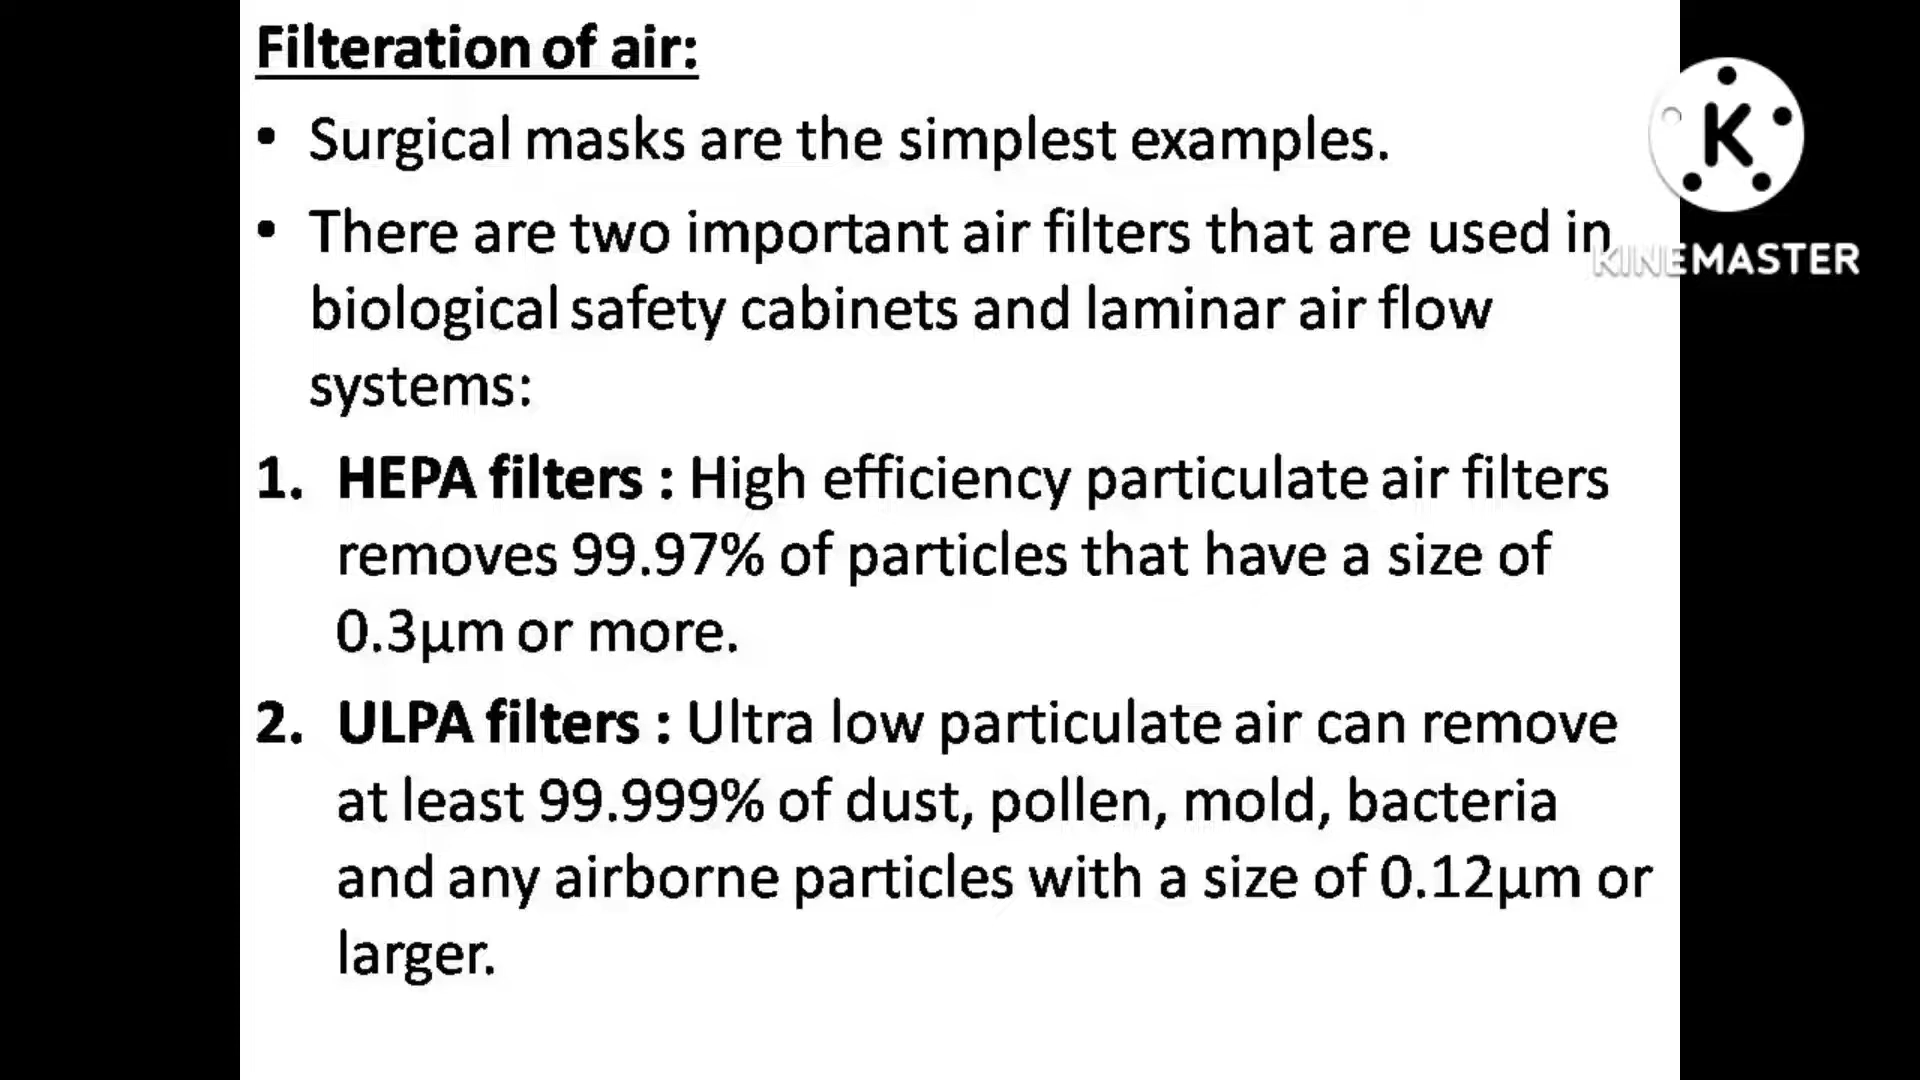 Filteration of air:
• Surgical masks are the simplest examples.
• There are two important air filters that are used in
biological safety cabinets and laminar air flow
systems:
1. HEPA filters : High efficiency particulate air filters
removes 99.97% of particles that have a size of
0.3µm or more.
2. ULPA filters : Ultra low particulate air can remove
at least 99.999% of dust, pollen, mold, bacteria
and any airborne particles with a size of 0.12µm or
larger.
K
KINEMASTER